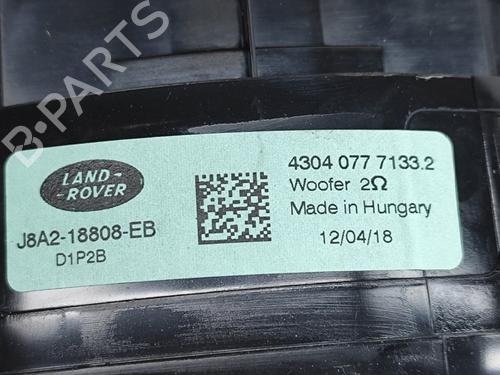 LAND-
-ROVER
J8A2-18808-EB
D1P2B
4304 077 7133.2
Woofer 2Ω
Made in Hungary
12/04/18
B-PARTS